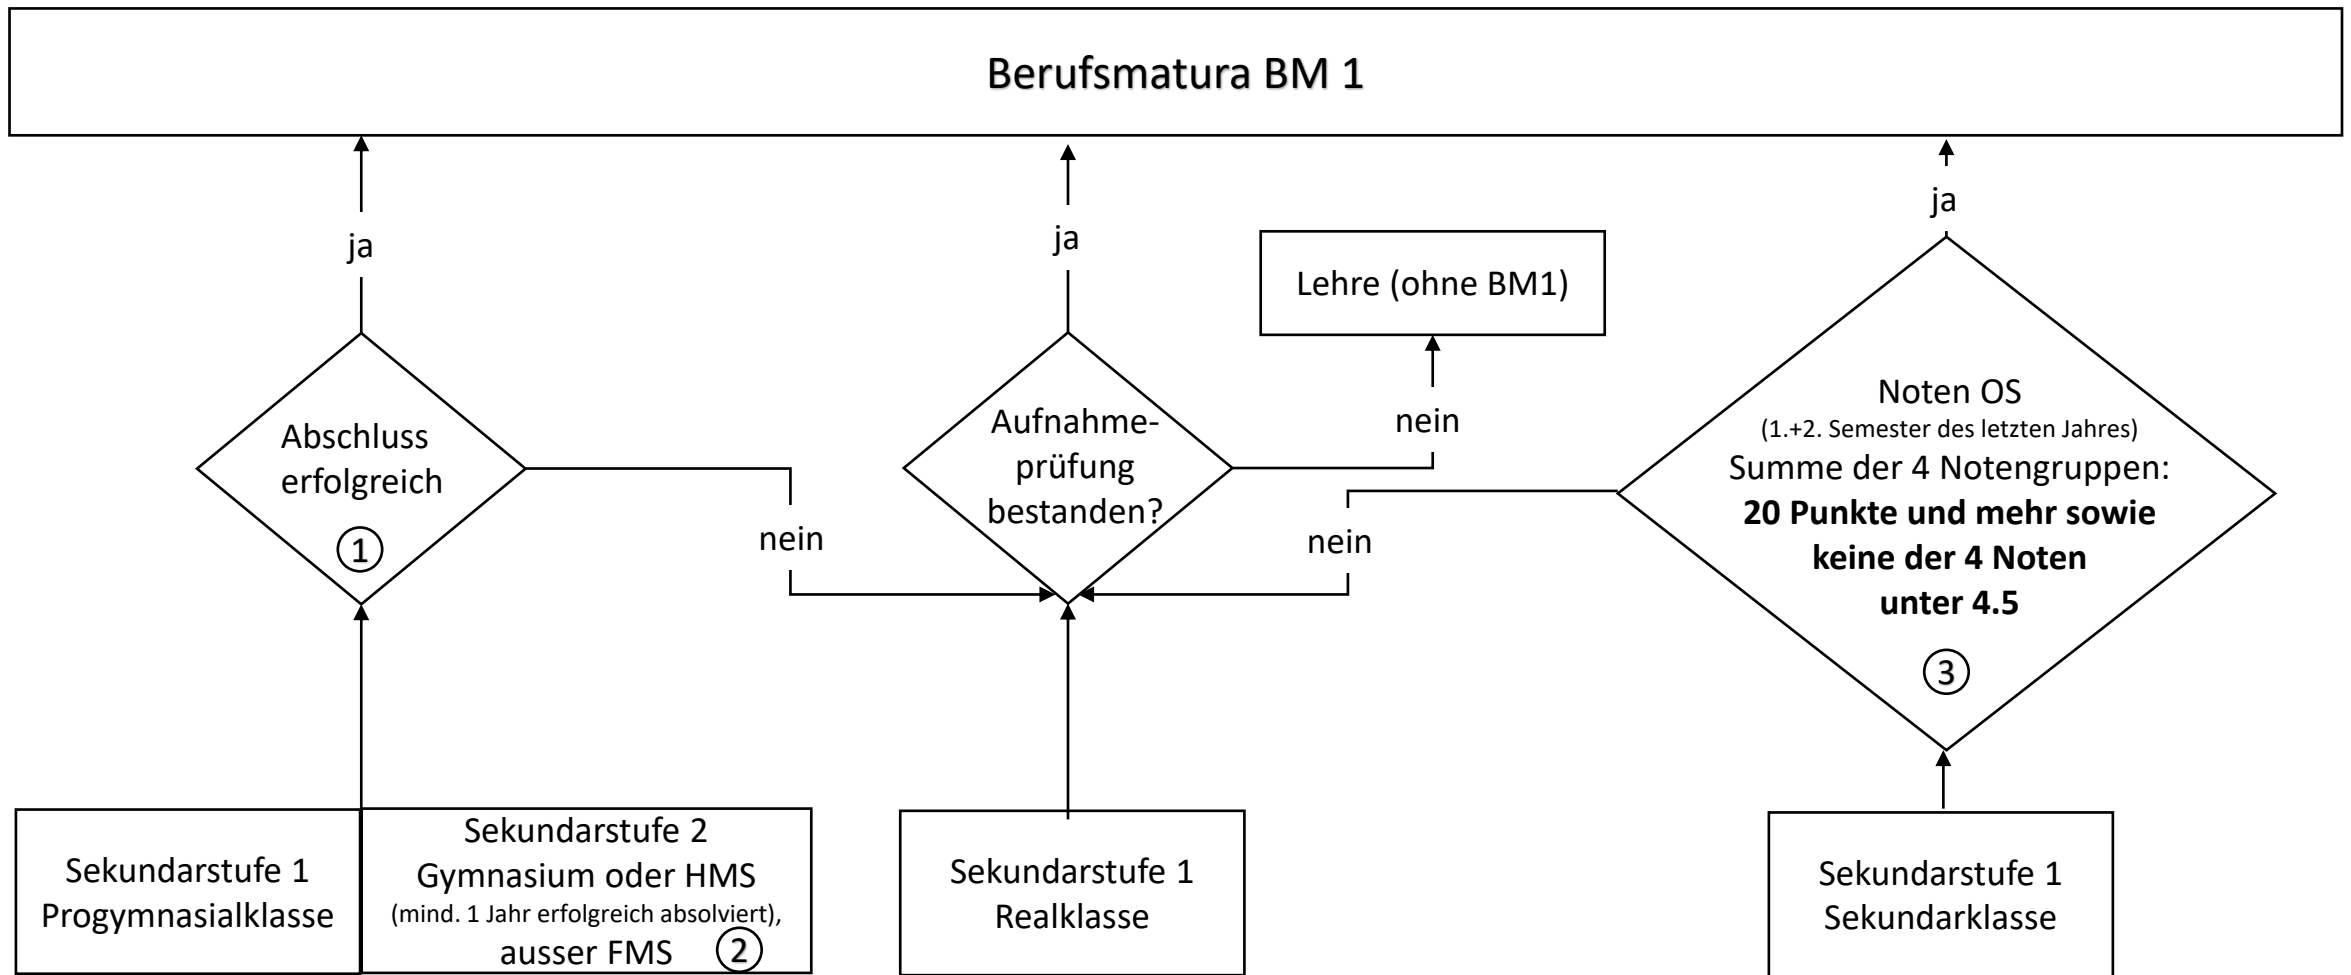 Berufsmatura BM 1
ja
ja
ja
Lehre (ohne BM1)
nein
Abschluss
erfolgreich
①
nein
Aufnahme-
prüfung
bestanden?
nein
Noten OS
(1.+2. Semester des letzten Jahres)
Summe der 4 Notengruppen:
20 Punkte und mehr sowie
keine der 4 Noten
unter 4.5
③
Sekundarstufe 1
Progymnasialklasse
Sekundarstufe 2
Gymnasium oder HMS
(mind. 1 Jahr erfolgreich absolviert),
ausser FMS ②
Sekundarstufe 1
Realklasse
Sekundarstufe 1
Sekundarklasse